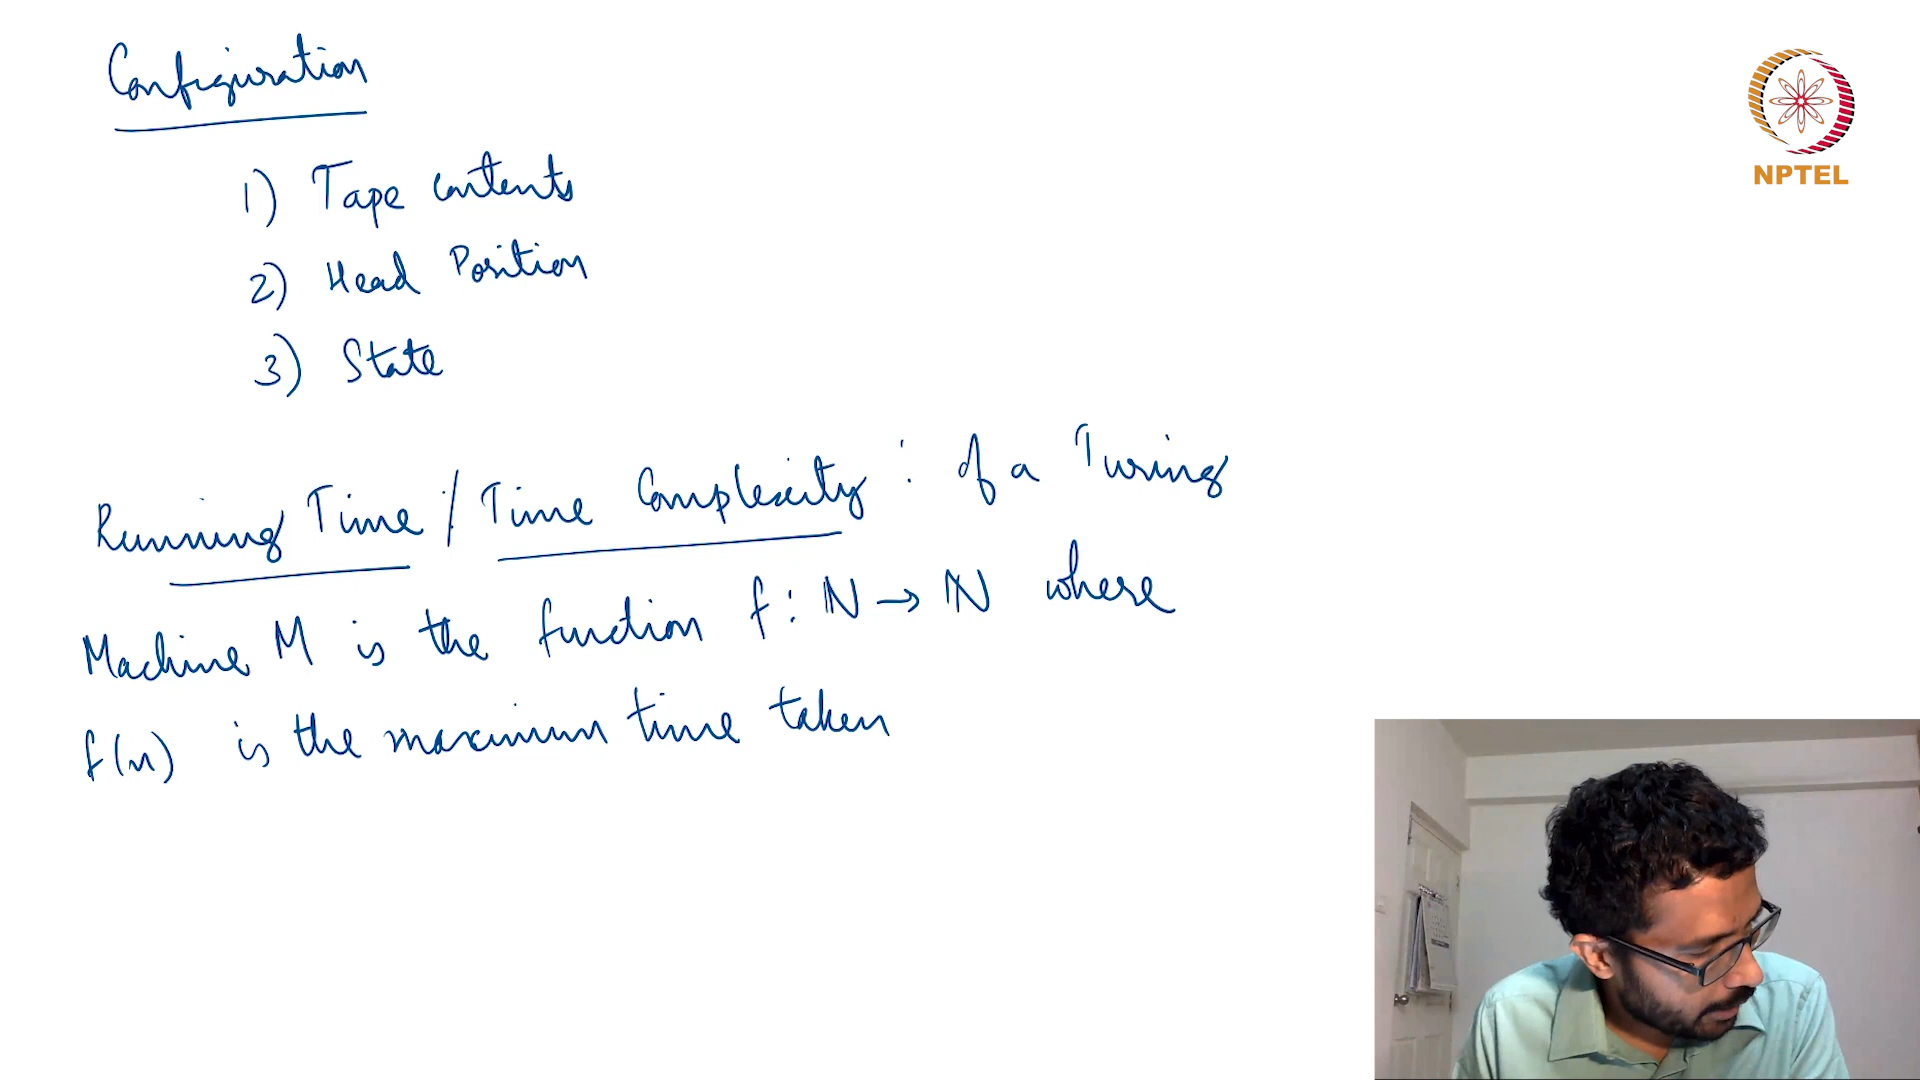 Configuration
NPTEL
1) Tape contents
2) Head Position
3) State
Running Time / Time Complexity : of a Turing
Machine M is the function f : ℕ → ℕ where
f(n) is the maximum time taken